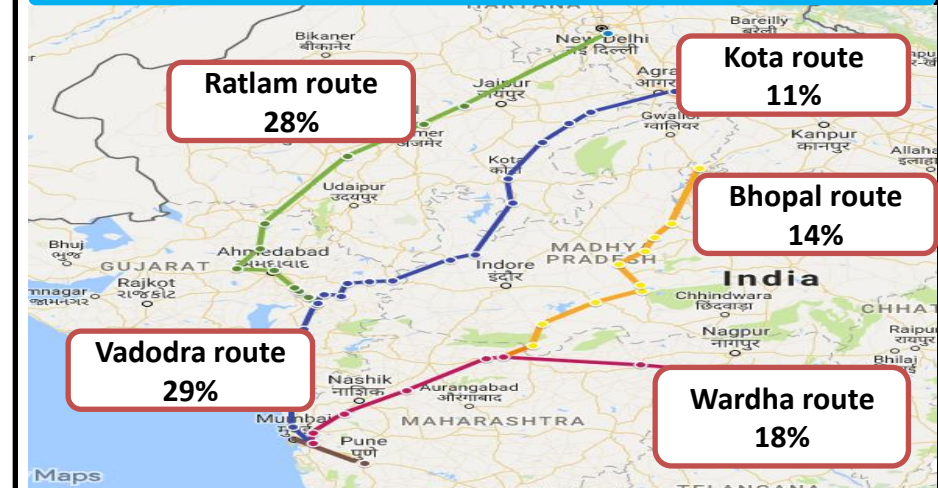 HARYANA
Bareilly
बरेली
Bikaner
बीकानेर
New Delhi
नई दिल्ली
Ratlam route
28%
Kota route
11%
Jaipur
जयपुर
Agra
आगरा
Gwalior
ग्वालियर
Kanpur
कानपुर
अजमेर
Kota
कोटा
Udaipur
उदयपुर
Bhopal route
14%
Bhuj
ભુજ
Ahmedabad
અમદાવાદ
GUJARAT
Rajkot
રાજકોટ
Indore
इंदौर
MADHYA
PRADESH
India
Chhindwara
छिंदवाड़ा
Nagpur
नागपुर
Raipur
रायपुर
Bhilai
Vadodra route
29%
Nashik
नाशिक
Aurangabad
औरंगाबाद
Wardha route
18%
Mumbai
मुंबई
MAHARASHTRA
Pune
पुणे
Maps